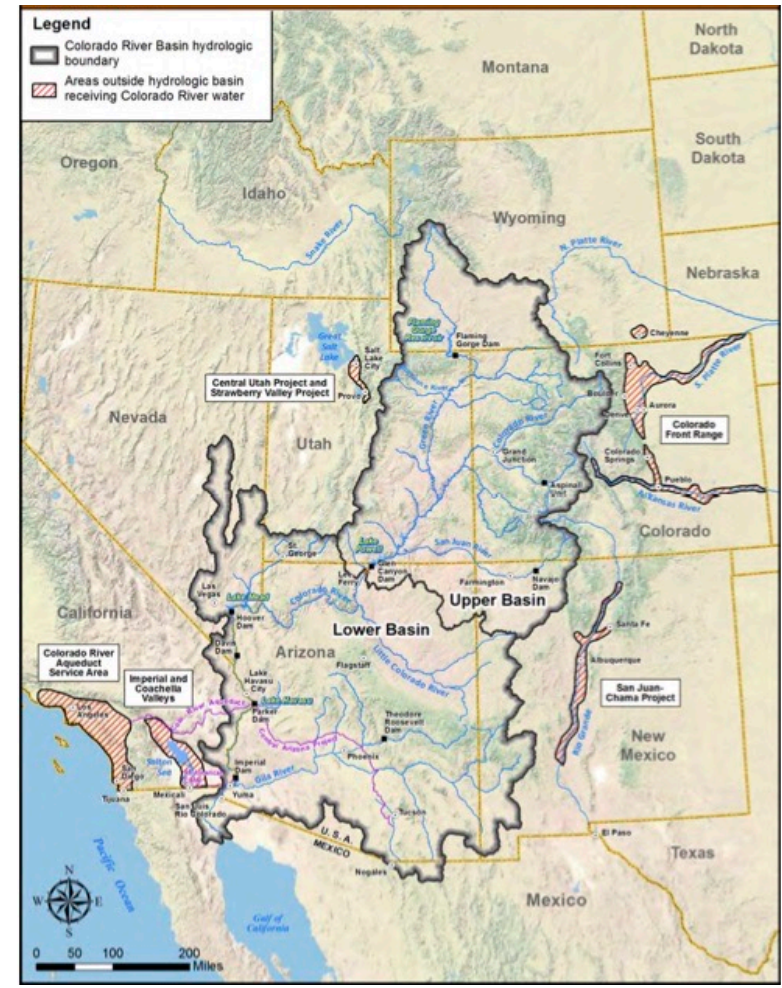 Legend
Colorado River Basin hydrologic
boundary
Areas outside hydrologic basin
receiving Colorado River water
North
Dakota
Montana
South
Dakota
Oregon
Idaho
Snake River
Wyoming
N. Platte River
Nebraska
Cheyenne
Flaming
Gorge
Reservoir
Flaming
Gorge Dam
Great
Salt
Lake
Salt
Lake
City
Provo
Central Utah Project and
Strawberry Valley Project
Fort
Collins
Boulder
Denver
Aurora
S. Platte River
Colorado
Front Range
Colorado
Springs
Pueblo
Arkansas River
Colorado
Nevada
Utah
Green River
Colorado River
Grand
Junction
Aspinall
Unit
St.
George
Lake
Powell
San Juan River
Lees
Ferry
Glen
Canyon
Dam
Farmington
Navajo
Dam
Upper Basin
Las
Vegas
Lake Mead
Hoover
Dam
Colorado River
Lower Basin
California
Davis
Dam
Arizona
Flagstaff
Little Colorado River
Santa Fe
Albuquerque
San Juan-
Chama Project
Rio Grande
New
Mexico
Colorado River
Aqueduct
Service Area
Imperial and
Coachella
Valleys
Lake
Havasu
City
Lake Havasu
Parker
Dam
Los
Angeles
Central Arizona Project
Theodore
Roosevelt
Dam
Phoenix
Salton
Sea
San
Diego
Imperial
Dam
Gila River
Tijuana
Mexicali
Yuma
San Luis
Rio Colorado
Tucson
U.S.A.
MEXICO
Nogales
El Paso
Texas
Mexico
Pacific Ocean
Gulf of
California
N
W
E
S
0 50 100 200
Miles